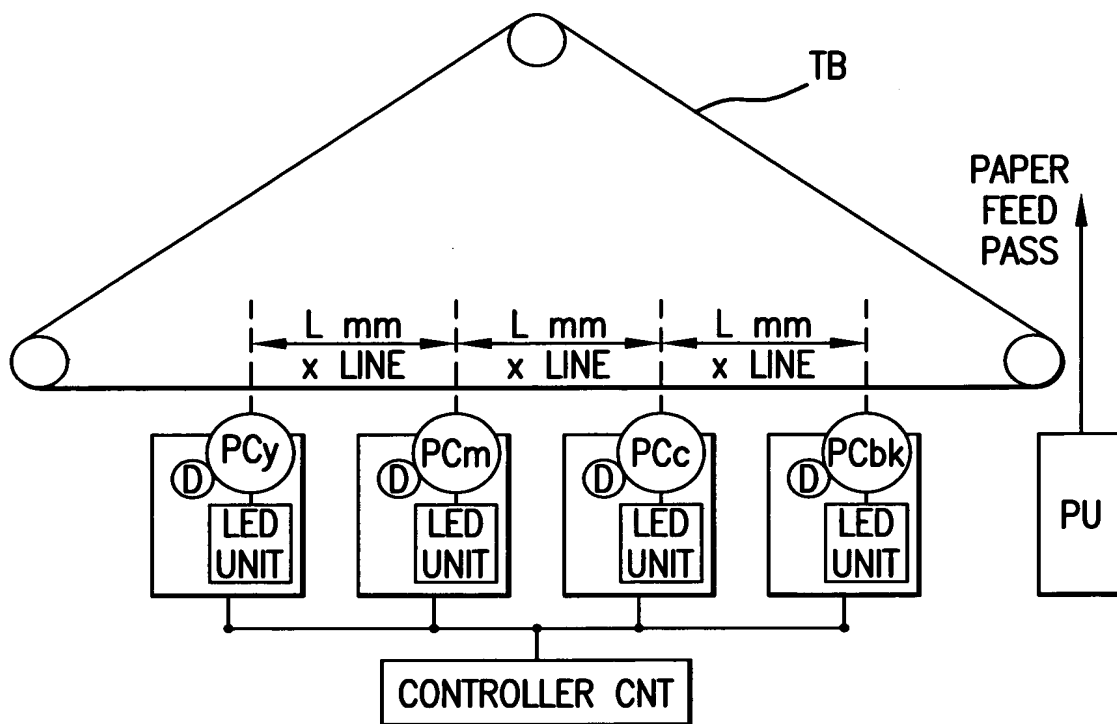 TB
PAPER
FEED
PASS
L mm L mm L mm
x LINE x LINE x LINE
PCy PCm PCc PCbk
D D D D
PU
LED LED LED LED
UNIT UNIT UNIT UNIT
CONTROLLER CNT